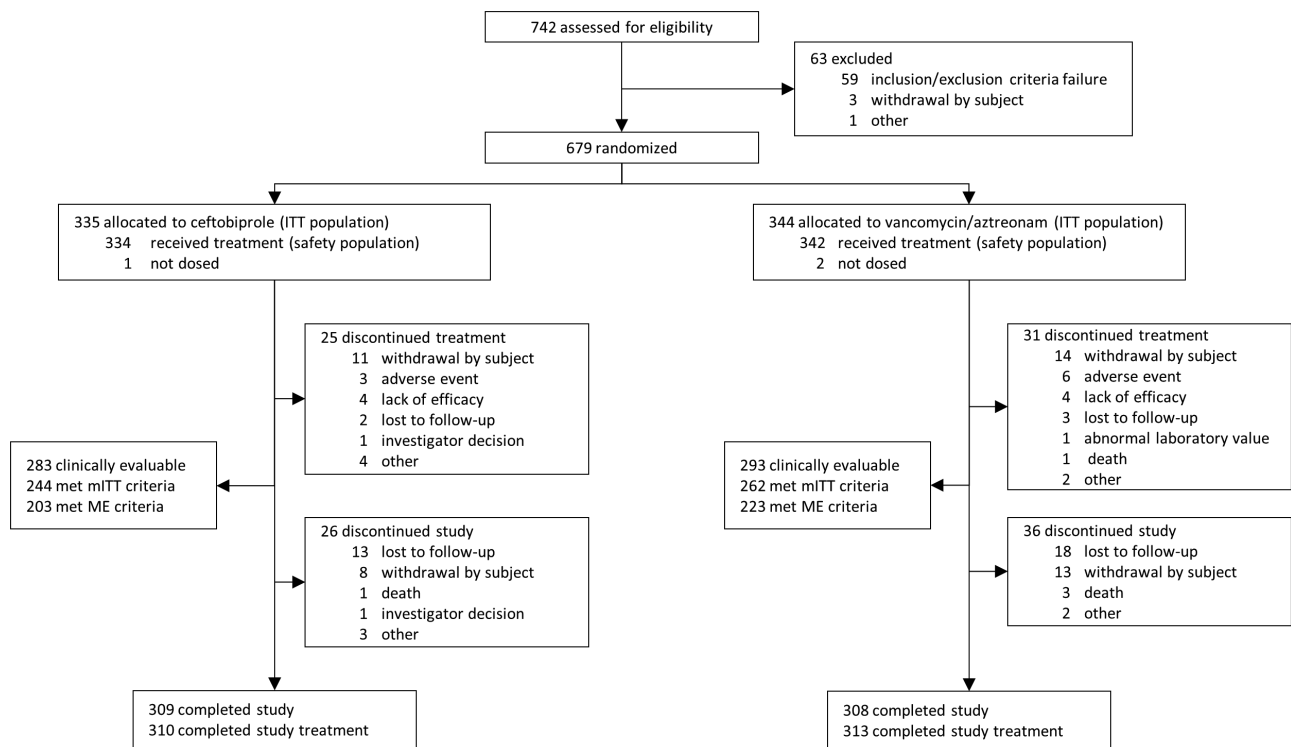 742 assessed for eligibility
63 excluded
59 inclusion/exclusion criteria failure
3 withdrawal by subject
1 other
679 randomized
335 allocated to ceftobiprole (ITT population)
334 received treatment (safety population)
1 not dosed
344 allocated to vancomycin/aztreonam (ITT population)
342 received treatment (safety population)
2 not dosed
25 discontinued treatment
11 withdrawal by subject
3 adverse event
4 lack of efficacy
2 lost to follow-up
1 investigator decision
4 other
31 discontinued treatment
14 withdrawal by subject
6 adverse event
4 lack of efficacy
3 lost to follow-up
1 abnormal laboratory value
1 death
2 other
283 clinically evaluable
244 met mITT criteria
203 met ME criteria
293 clinically evaluable
262 met mITT criteria
223 met ME criteria
26 discontinued study
13 lost to follow-up
8 withdrawal by subject
1 death
1 investigator decision
3 other
36 discontinued study
18 lost to follow-up
13 withdrawal by subject
3 death
2 other
309 completed study
310 completed study treatment
308 completed study
313 completed study treatment